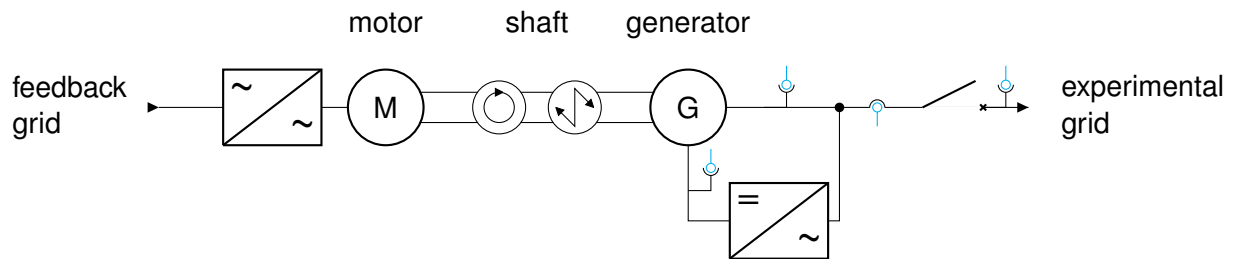 motor shaft generator
feedback
grid
~
~
M
G
experimental
grid
=
~